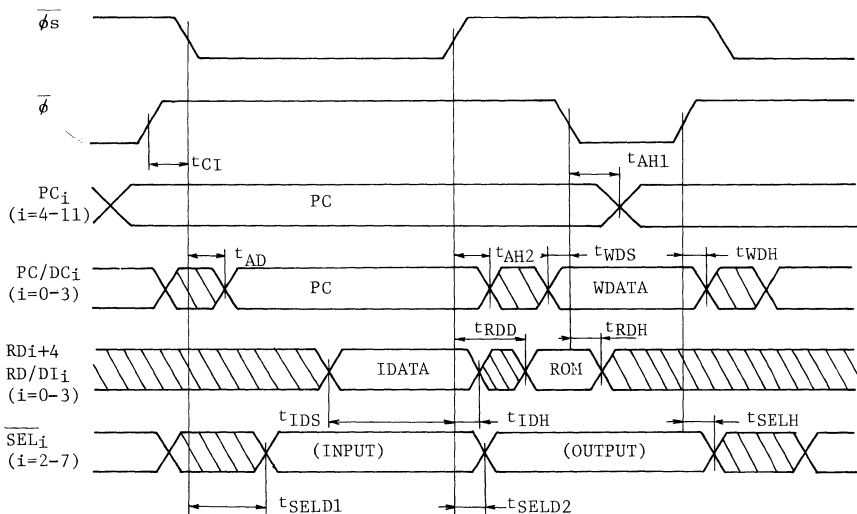 φs
φ
tCI
tAH1
PCi
(i=4-11)
PC
tAD
tAH2
tWDS
tWDH
PC/DCi
(i=0-3)
PC
WDATA
tRDD
tRDH
RDi+4
RD/DIi
(i=0-3)
IDATA
ROM
tIDS
tIDH
tSELH
SELi
(i=2-7)
(INPUT)
(OUTPUT)
tSELD1
tSELD2